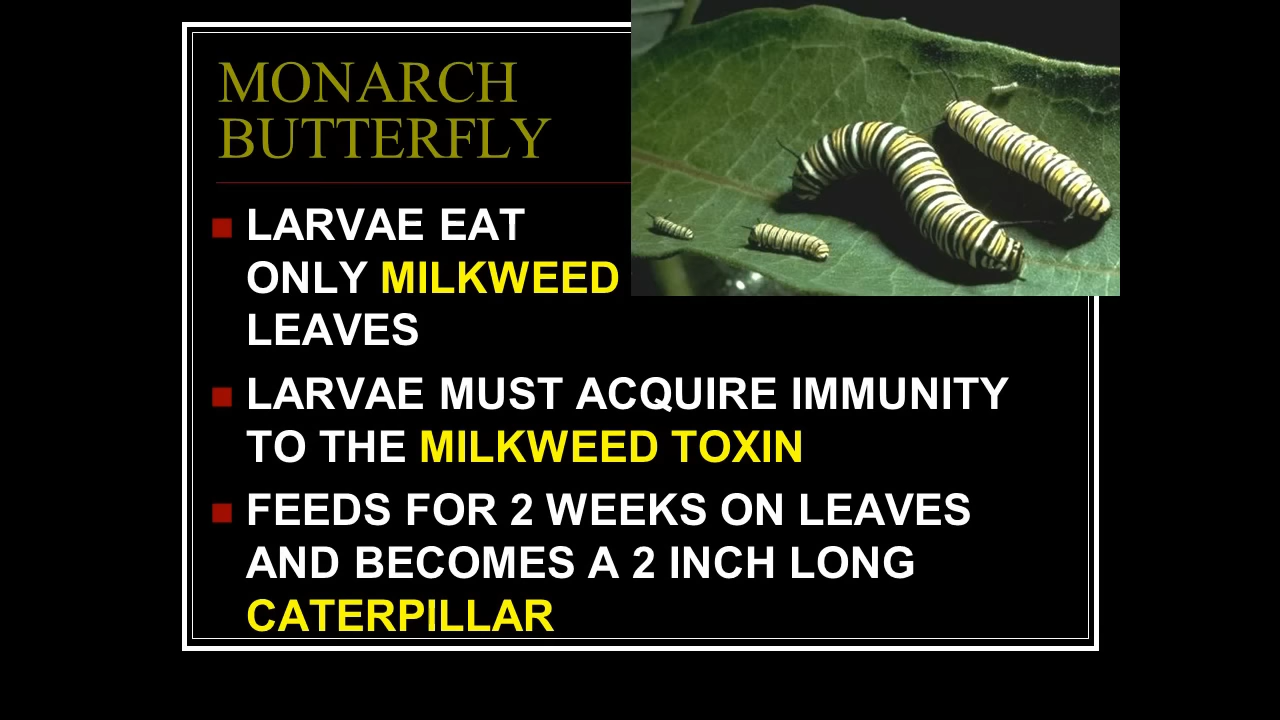 MONARCH
BUTTERFLY
LARVAE EAT
ONLY MILKWEED
LEAVES
LARVAE MUST ACQUIRE IMMUNITY
TO THE MILKWEED TOXIN
FEEDS FOR 2 WEEKS ON LEAVES
AND BECOMES A 2 INCH LONG
CATERPILLAR